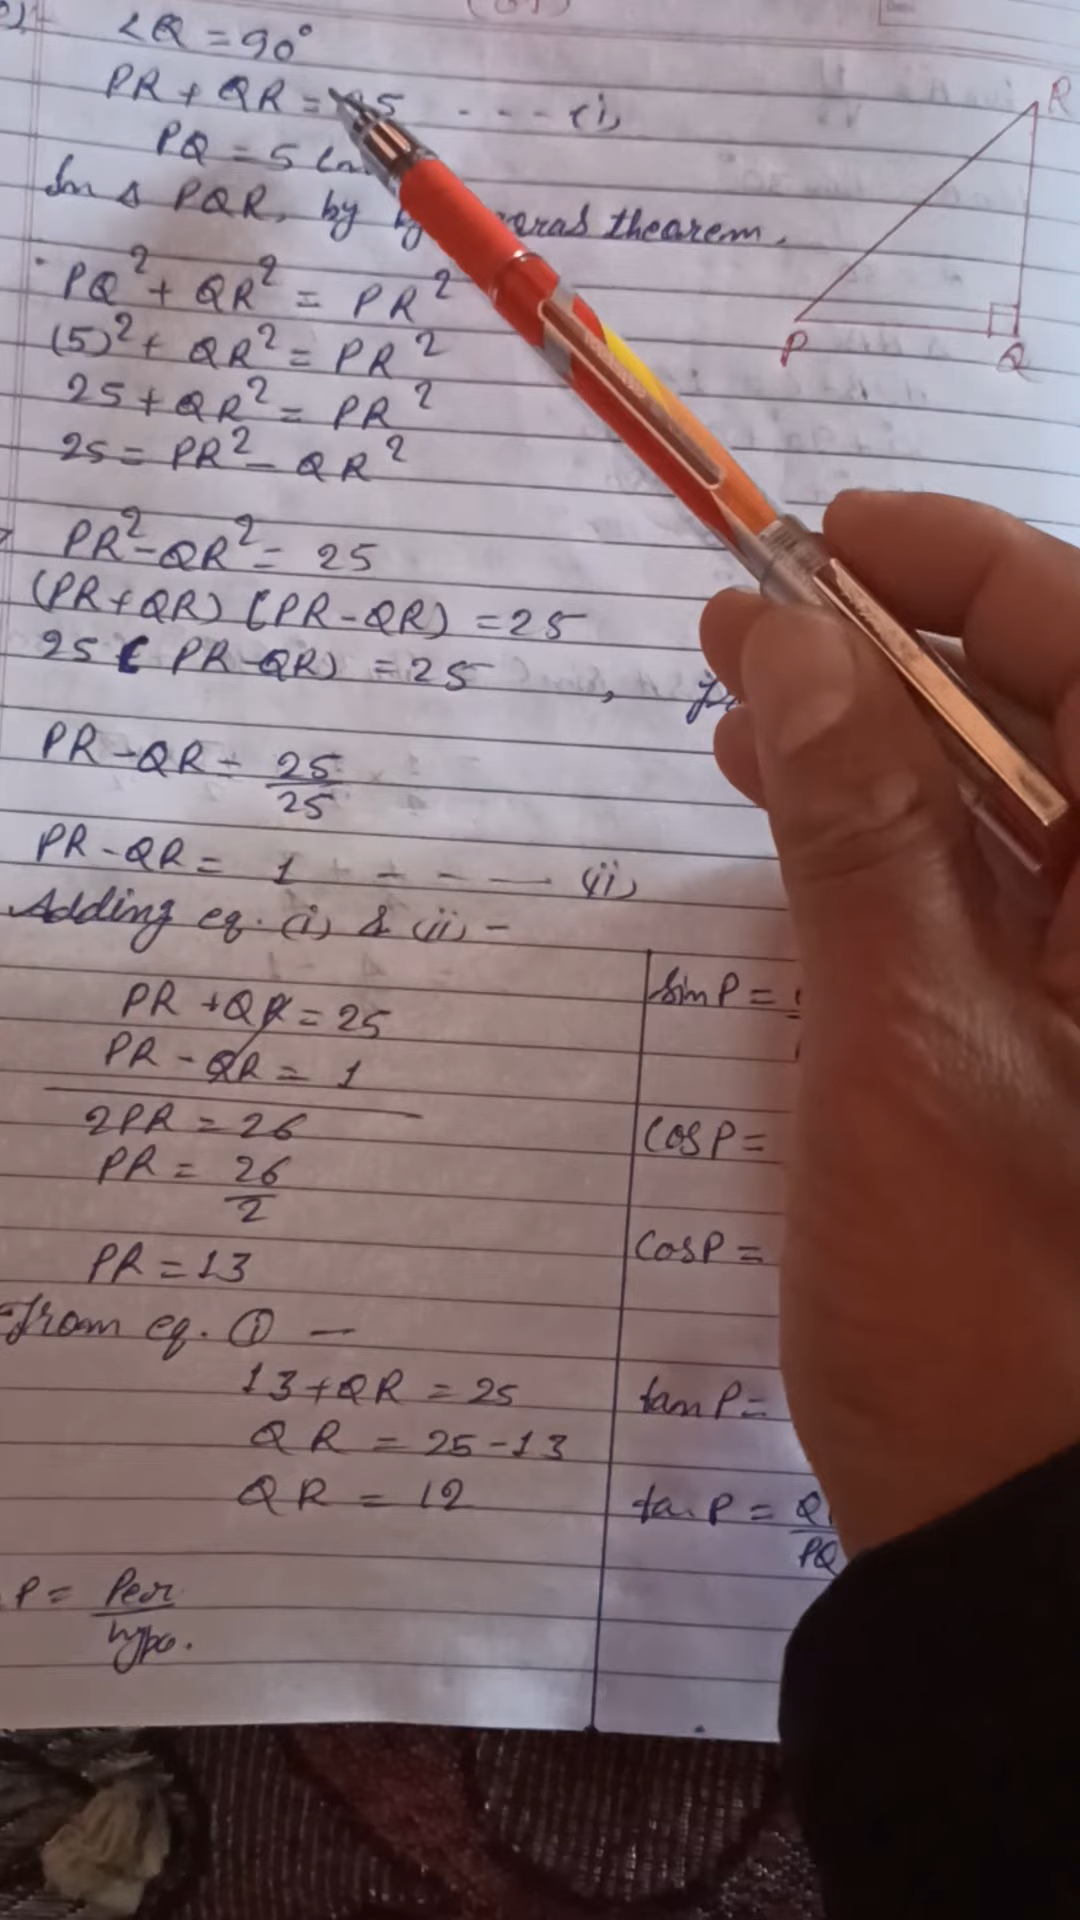 ∠Q = 90°
PR + QR = 25 ---- (i)
PQ = 5
In Δ PQR, by theorem.
PQ² + QR² = PR²
(5)² + QR² = PR²
25 + QR² = PR²
25 = PR² - QR²
PR² - QR² = 25
(PR + QR) (PR - QR) = 25
25 (PR - QR) = 25 ,
PR - QR = 25/25
PR - QR = 1 ---- (ii)
Adding eq. (i) & (ii) -
PR + QR = 25
PR - QR = 1
2PR = 26
PR = 26/2
PR = 13
From eq. (i) —
13 + QR = 25
QR = 25 - 13
QR = 12
P = Per/hypo.
sin P =
cos P =
cos P =
tan P =
tan P = Q/PQ
R
P
Q